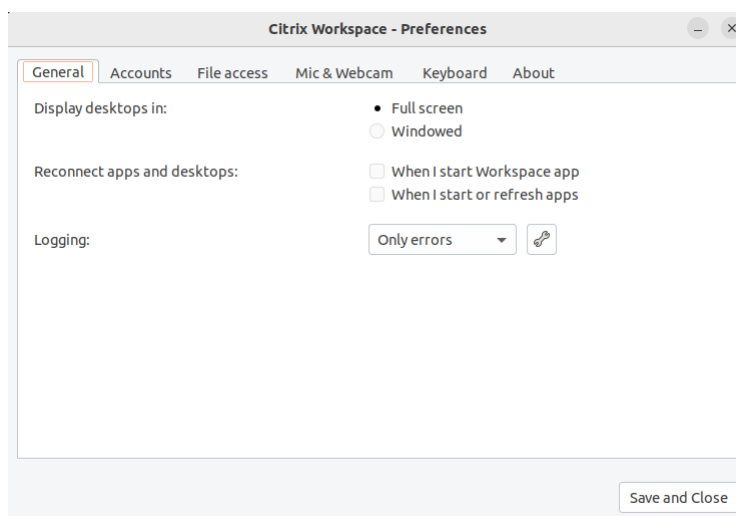 Citrix Workspace - Preferences
General Accounts File access Mic & Webcam Keyboard About
Display desktops in: Full screen
Windowed
Reconnect apps and desktops: When I start Workspace app
When I start or refresh apps
Logging: Only errors
Save and Close